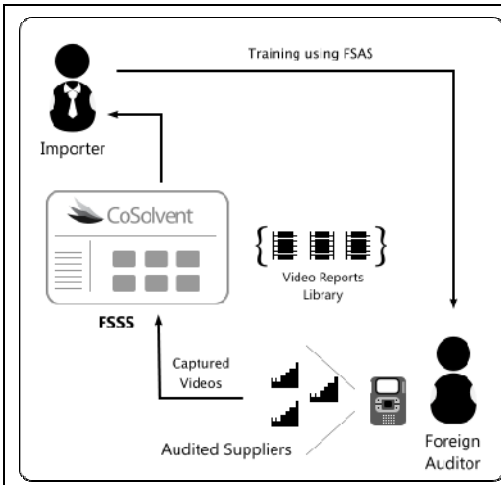 Training using FSAS
Importer
CoSolvent
Video Reports
Library
FSSS
Captured
Videos
Audited Suppliers
Foreign
Auditor